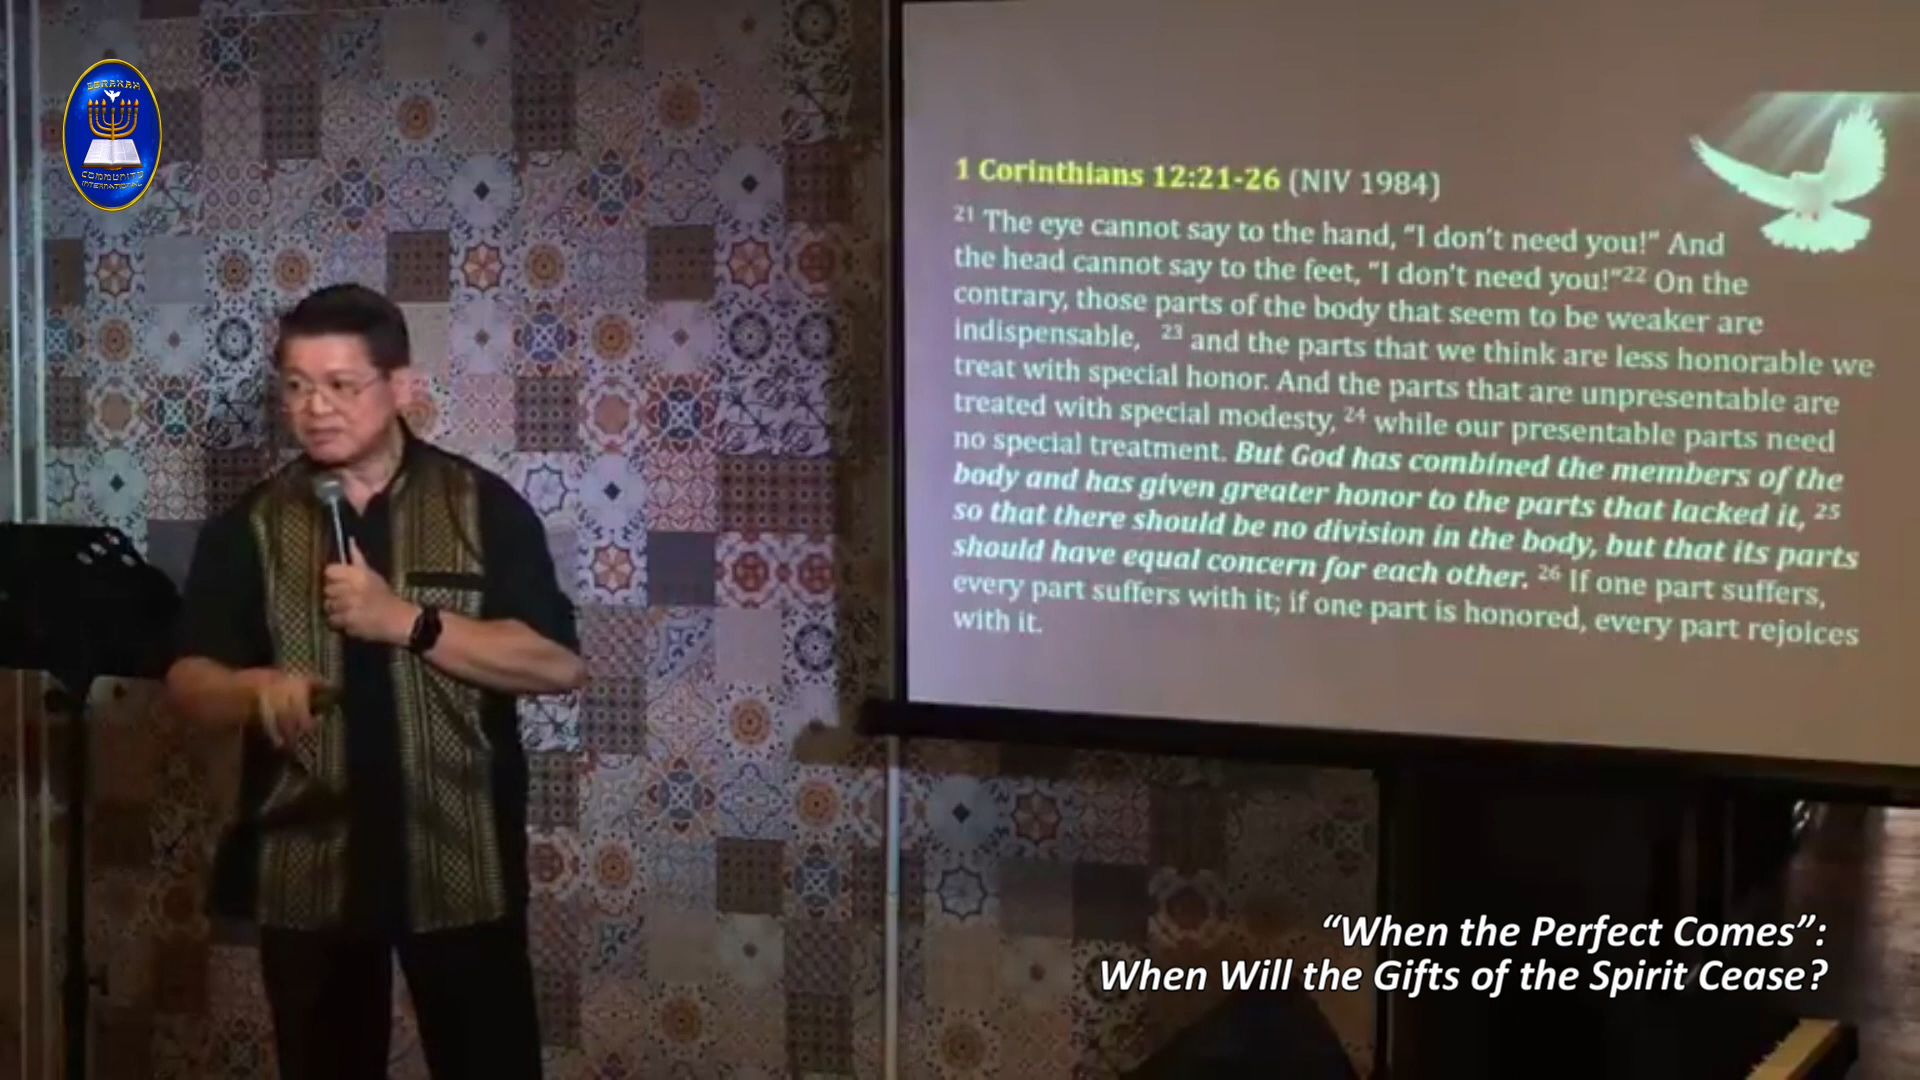 BERAKAH
COMMUNITY
INTERNATIONAL
1 Corinthians 12:21-26 (NIV 1984)
21 The eye cannot say to the hand, “I don’t need you!” And
the head cannot say to the feet, “I don’t need you!”22 On the
contrary, those parts of the body that seem to be weaker are
indispensable, 23 and the parts that we think are less honorable we
treat with special honor. And the parts that are unpresentable are
treated with special modesty, 24 while our presentable parts need
no special treatment. But God has combined the members of the
body and has given greater honor to the parts that lacked it, 25
so that there should be no division in the body, but that its parts
should have equal concern for each other. 26 If one part suffers,
every part suffers with it; if one part is honored, every part rejoices
with it.
“When the Perfect Comes”:
When Will the Gifts of the Spirit Cease?